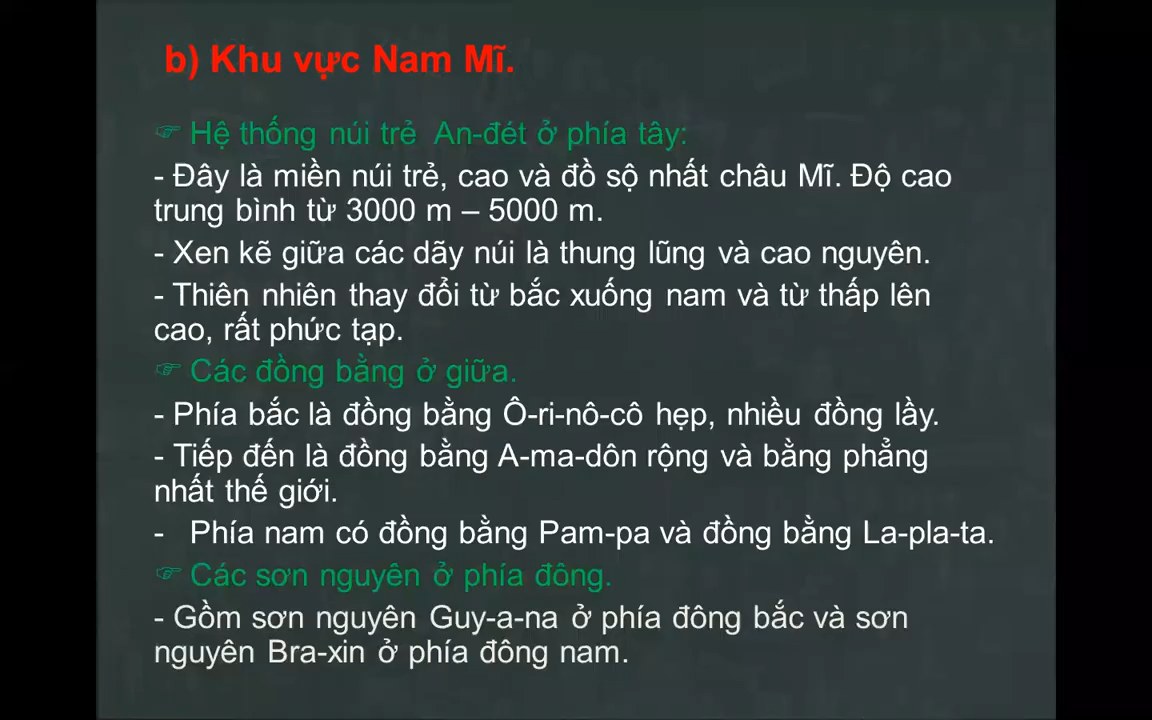 b) Khu vực Nam Mĩ.
☞ Hệ thống núi trẻ An-đét ở phía tây:
- Đây là miền núi trẻ, cao và đồ sộ nhất châu Mĩ. Độ cao
trung bình từ 3000 m – 5000 m.
- Xen kẽ giữa các dãy núi là thung lũng và cao nguyên.
- Thiên nhiên thay đổi từ bắc xuống nam và từ thấp lên
cao, rất phức tạp.
☞ Các đồng bằng ở giữa.
- Phía bắc là đồng bằng Ô-ri-nô-cô hẹp, nhiều đồng lầy.
- Tiếp đến là đồng bằng A-ma-dôn rộng và bằng phẳng
nhất thế giới.
- Phía nam có đồng bằng Pam-pa và đồng bằng La-pla-ta.
☞ Các sơn nguyên ở phía đông.
- Gồm sơn nguyên Guy-a-na ở phía đông bắc và sơn
nguyên Bra-xin ở phía đông nam.